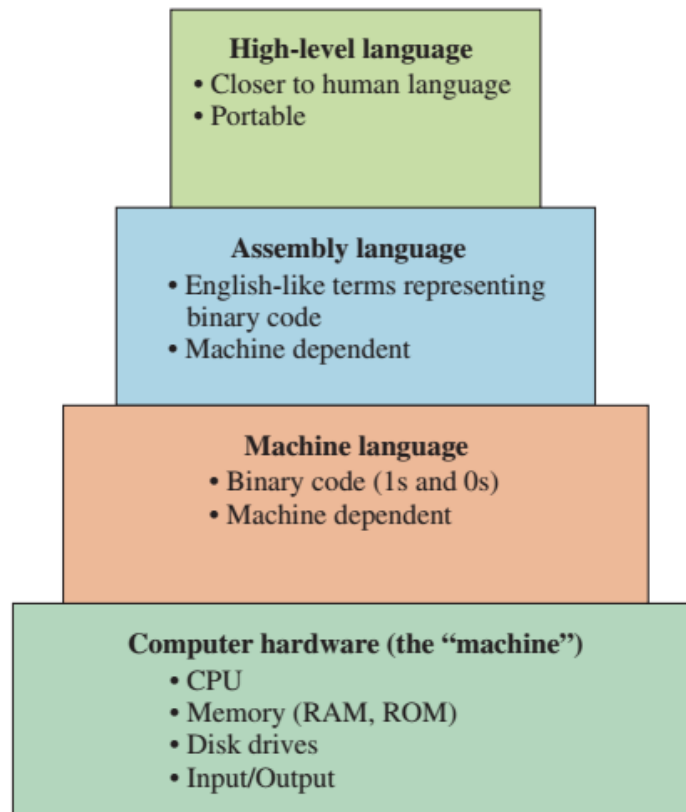 High-level language
• Closer to human language
• Portable
Assembly language
• English-like terms representing
binary code
• Machine dependent
Machine language
• Binary code (1s and 0s)
• Machine dependent
Computer hardware (the “machine”)
• CPU
• Memory (RAM, ROM)
• Disk drives
• Input/Output